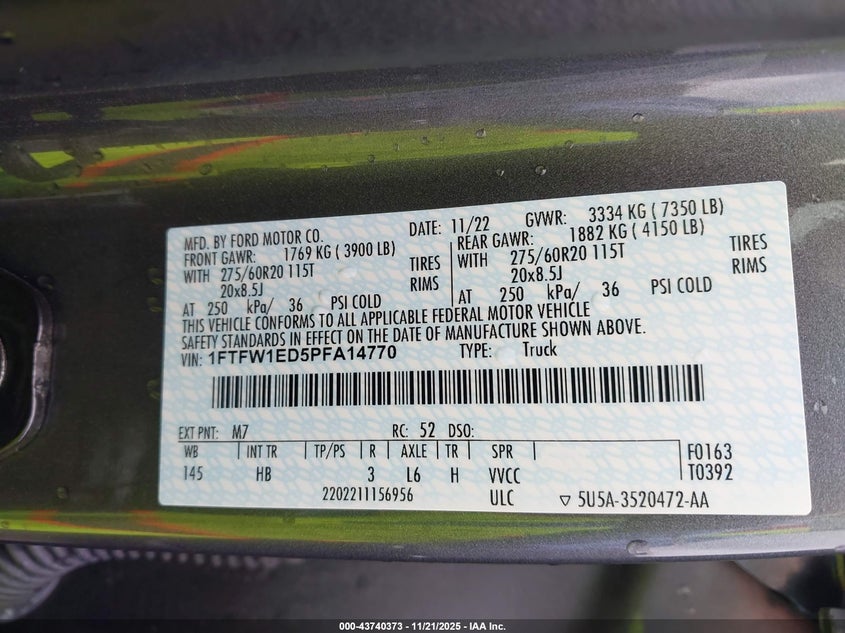 MFD. BY FORD MOTOR CO. DATE: 11/22 GVWR: 3334 KG ( 7350 LB)
FRONT GAWR: 1769 KG ( 3900 LB) REAR GAWR: 1882 KG ( 4150 LB)
WITH 275/60R20 115T TIRES WITH 275/60R20 115T TIRES
20x8.5J RIMS 20x8.5J RIMS
AT 250 kPa/ 36 PSI COLD AT 250 kPa/ 36 PSI COLD
THIS VEHICLE CONFORMS TO ALL APPLICABLE FEDERAL MOTOR VEHICLE
SAFETY STANDARDS IN EFFECT ON THE DATE OF MANUFACTURE SHOWN ABOVE.
VIN: 1FTFW1ED5PFA14770 TYPE: Truck
EXT PNT: M7 RC: 52 DSO:
WB INT TR TP/PS R AXLE TR SPR F0163
145 HB 3 L6 H VVCC T0392
2202211156956 ULC ▽ 5U5A-3520472-AA
000-43740373 - 11/21/2025 - IAA Inc.